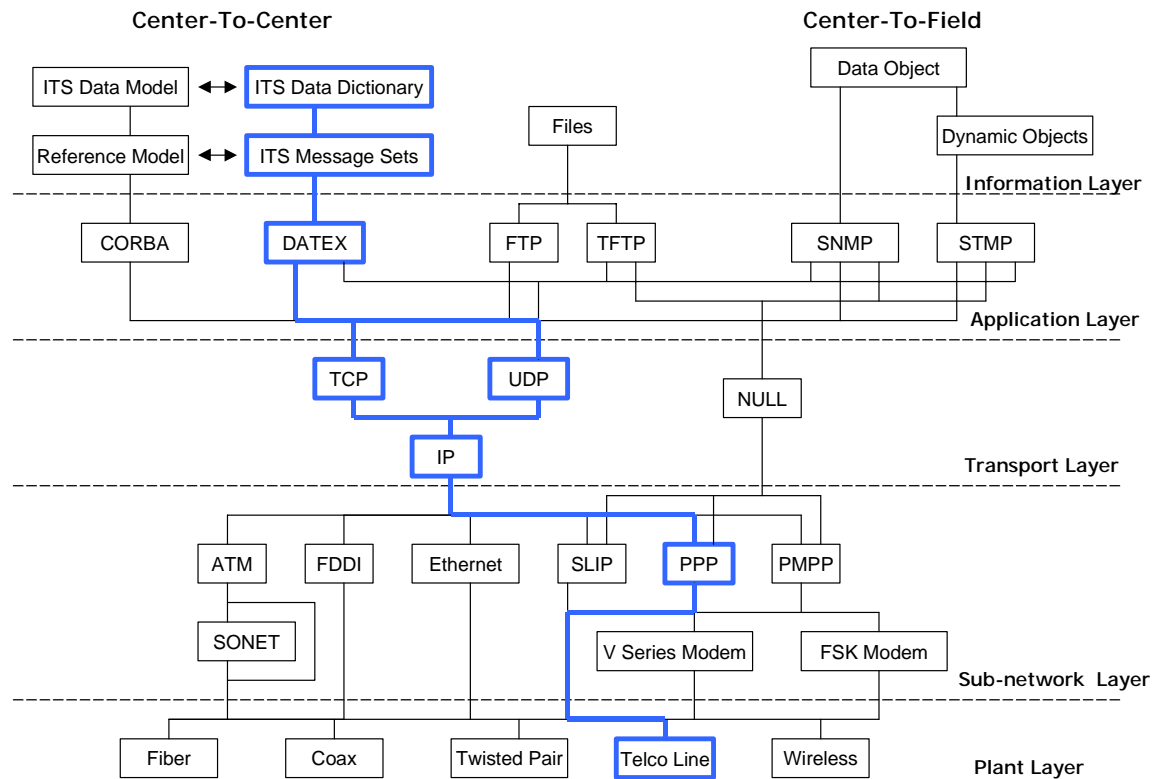 Center-To-Center
Center-To-Field
ITS Data Model
ITS Data Dictionary
Data Object
Files
Reference Model
ITS Message Sets
Dynamic Objects
Information Layer
CORBA
DATEX
FTP
TFTP
SNMP
STMP
Application Layer
TCP
UDP
NULL
IP
Transport Layer
ATM
FDDI
Ethernet
SLIP
PPP
PMPP
SONET
V Series Modem
FSK Modem
Sub-network Layer
Fiber
Coax
Twisted Pair
Telco Line
Wireless
Plant Layer